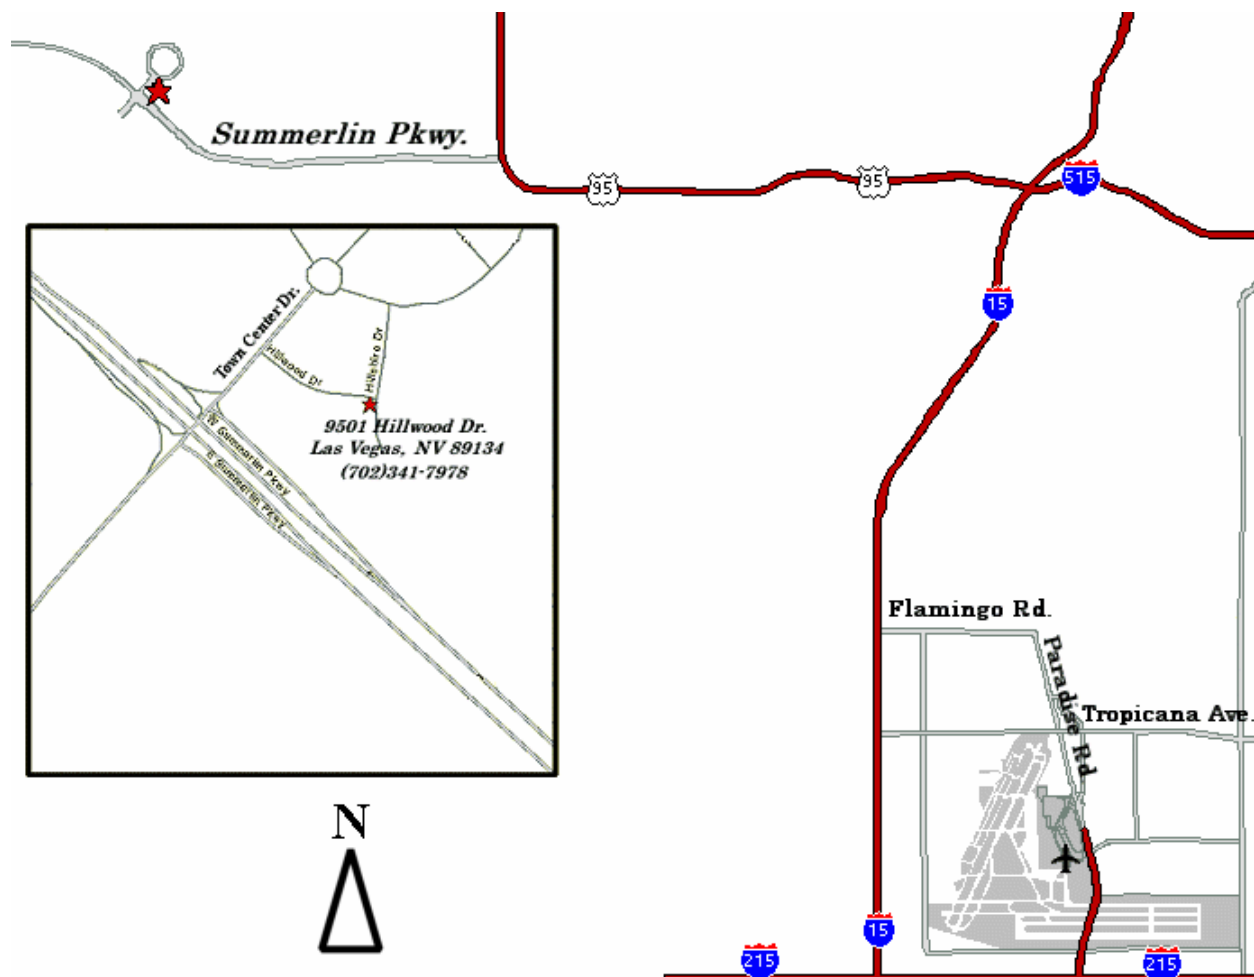 Summerlin Pkwy.
95
95
515
15
Town Center Dr.
Hillwood Dr
Hillshire Dr
9501 Hillwood Dr.
Las Vegas, NV 89134
(702)341-7978
W Summerlin Pkwy
E Summerlin Pkwy
Flamingo Rd.
Paradise Rd
Tropicana Ave.
N
15
215
215